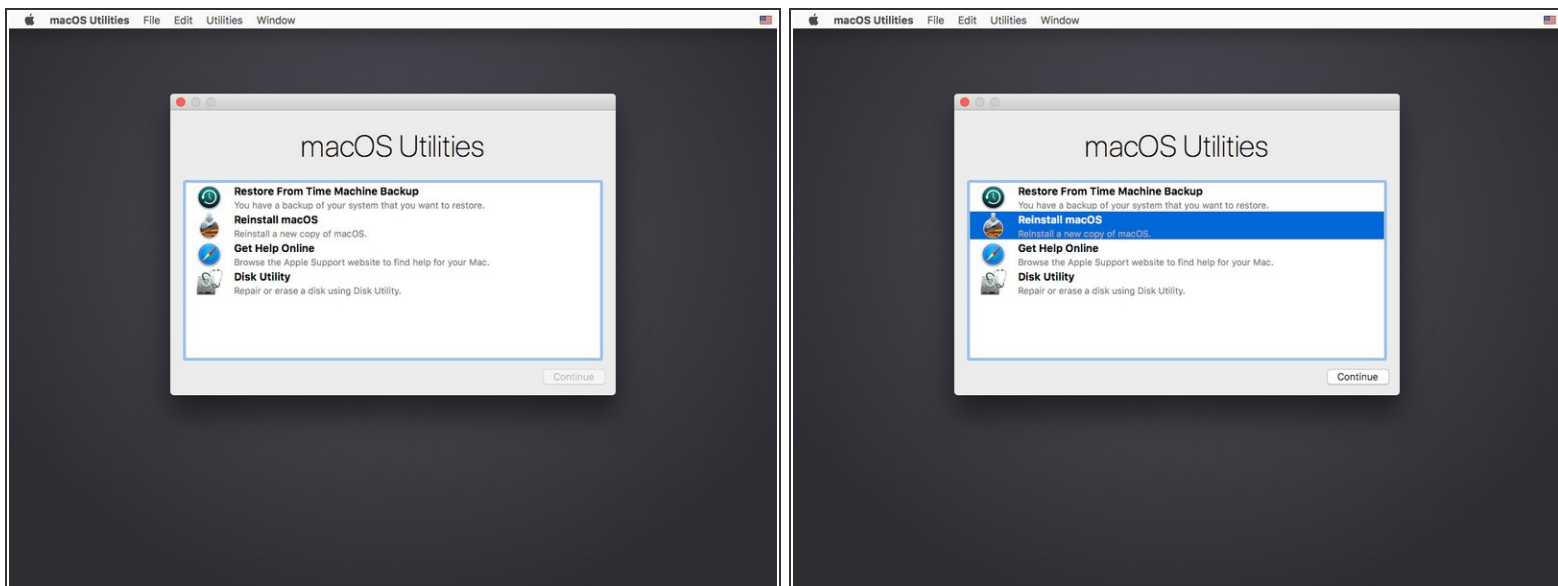 macOS Utilities File Edit Utilities Window
macOS Utilities
Restore From Time Machine Backup
You have a backup of your system that you want to restore.
Reinstall macOS
Reinstall a new copy of macOS.
Get Help Online
Browse the Apple Support website to find help for your Mac.
Disk Utility
Repair or erase a disk using Disk Utility.
Continue
macOS Utilities File Edit Utilities Window
macOS Utilities
Restore From Time Machine Backup
You have a backup of your system that you want to restore.
Reinstall macOS
Reinstall a new copy of macOS.
Get Help Online
Browse the Apple Support website to find help for your Mac.
Disk Utility
Repair or erase a disk using Disk Utility.
Continue